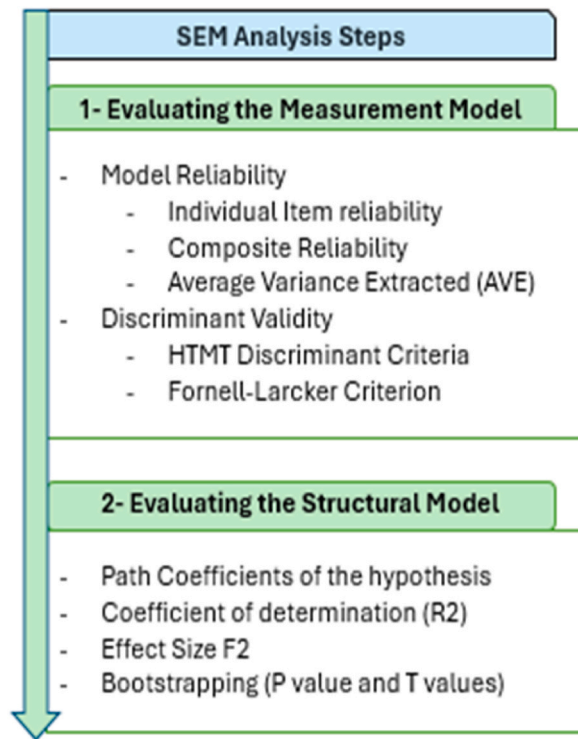 SEM Analysis Steps
1- Evaluating the Measurement Model
- Model Reliability
- Individual Item reliability
- Composite Reliability
- Average Variance Extracted (AVE)
- Discriminant Validity
- HTMT Discriminant Criteria
- Fornell-Larcker Criterion
2- Evaluating the Structural Model
- Path Coefficients of the hypothesis
- Coefficient of determination (R2)
- Effect Size F2
- Bootstrapping (P value and T values)